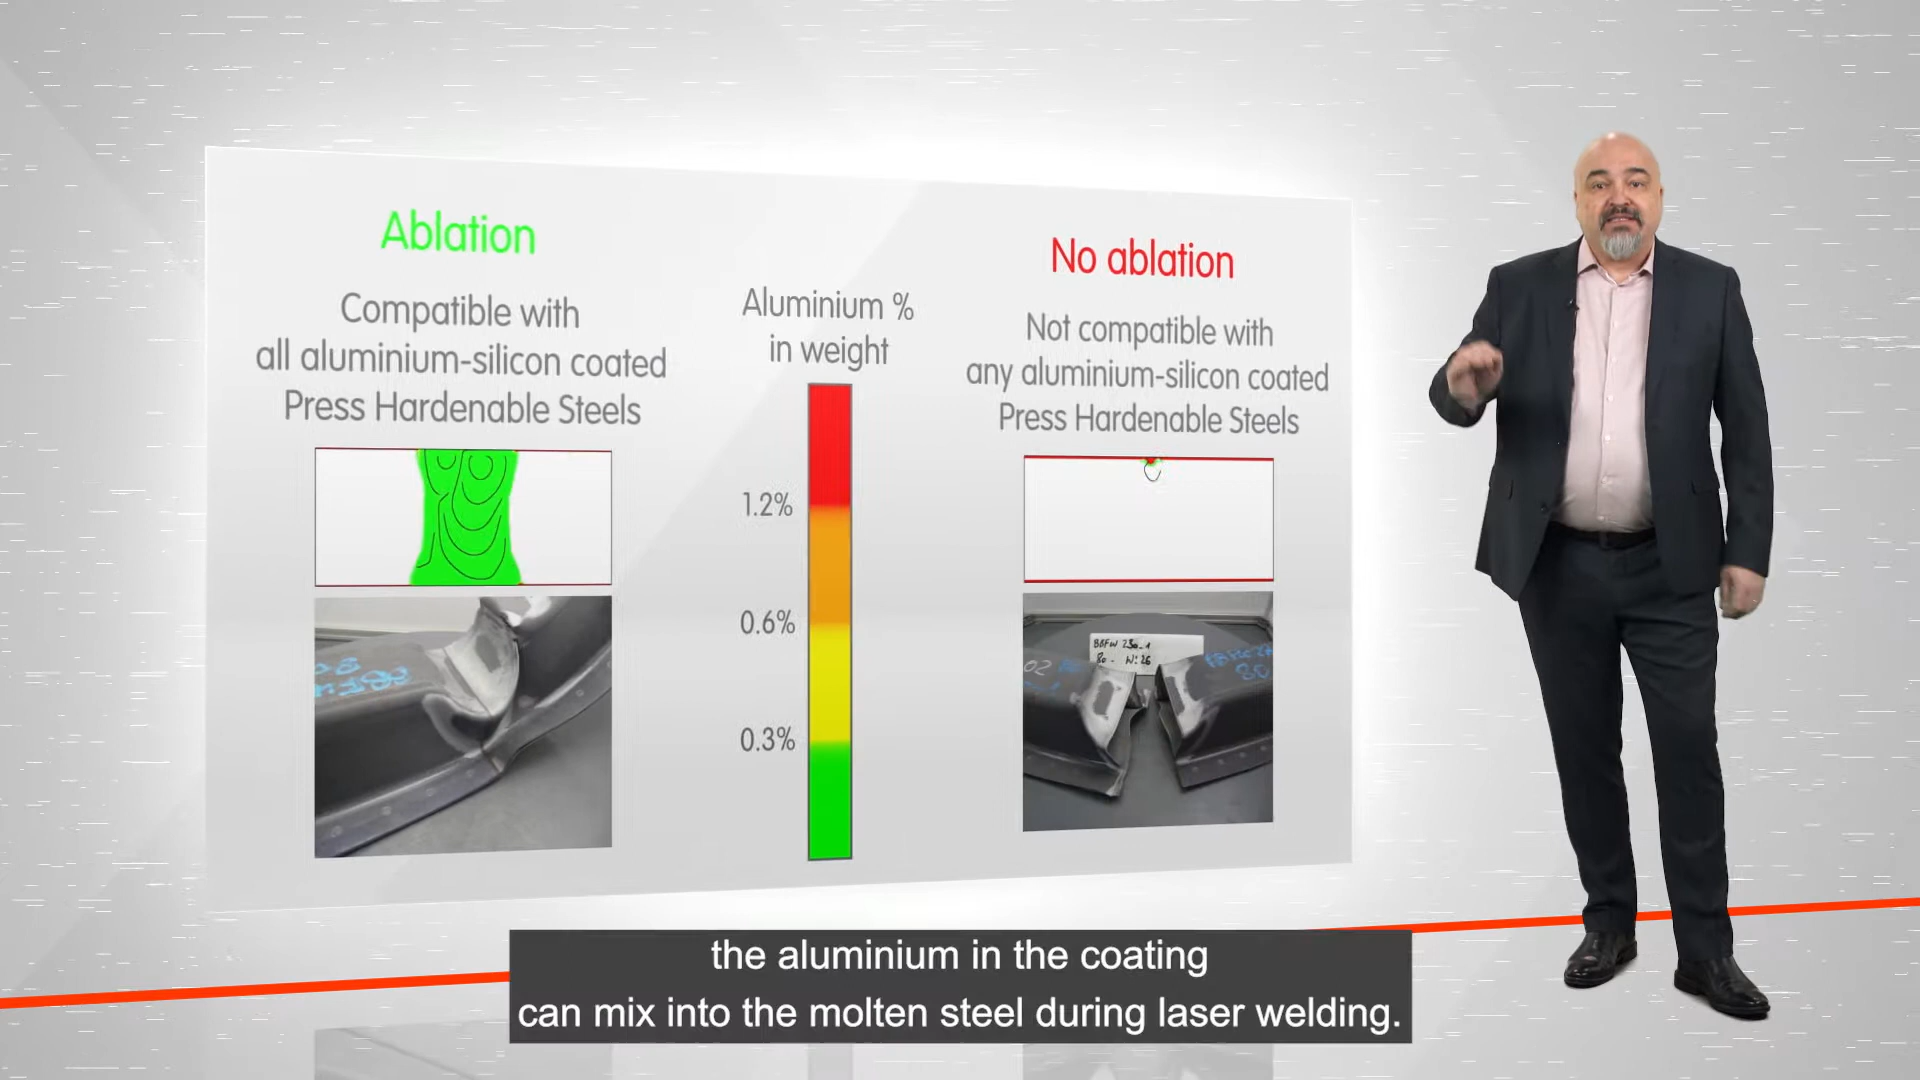 Ablation
Compatible with
all aluminium-silicon coated
Press Hardenable Steels
Aluminium %
in weight
1.2%
0.6%
0.3%
No ablation
Not compatible with
any aluminium-silicon coated
Press Hardenable Steels
02
80
the aluminium in the coating
can mix into the molten steel during laser welding.